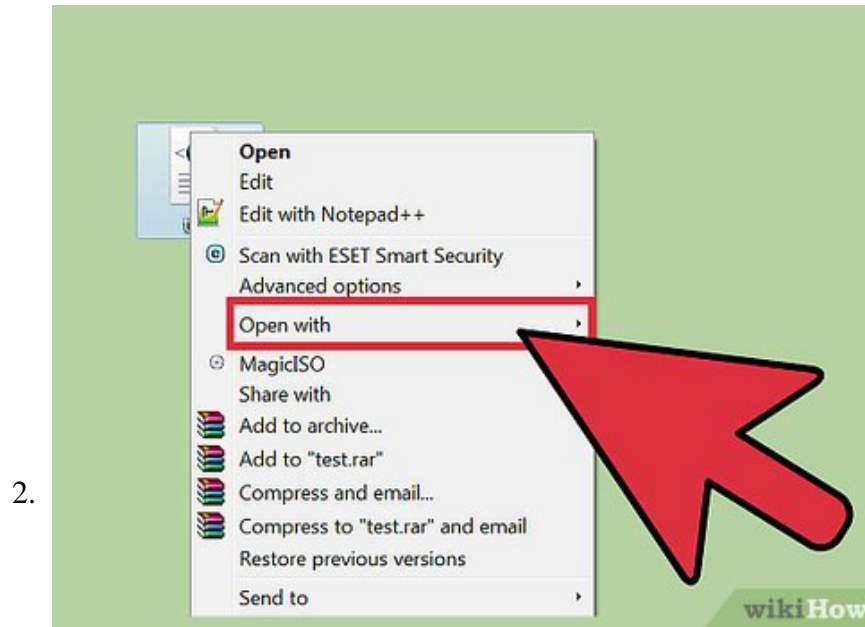 Open
Edit
Edit with Notepad++
Scan with ESET Smart Security
Advanced options
Open with
MagicISO
Share with
Add to archive...
Add to "test.rar"
Compress and email...
2.
Compress to "test.rar" and email
Restore previous versions
Send to
wikiHow